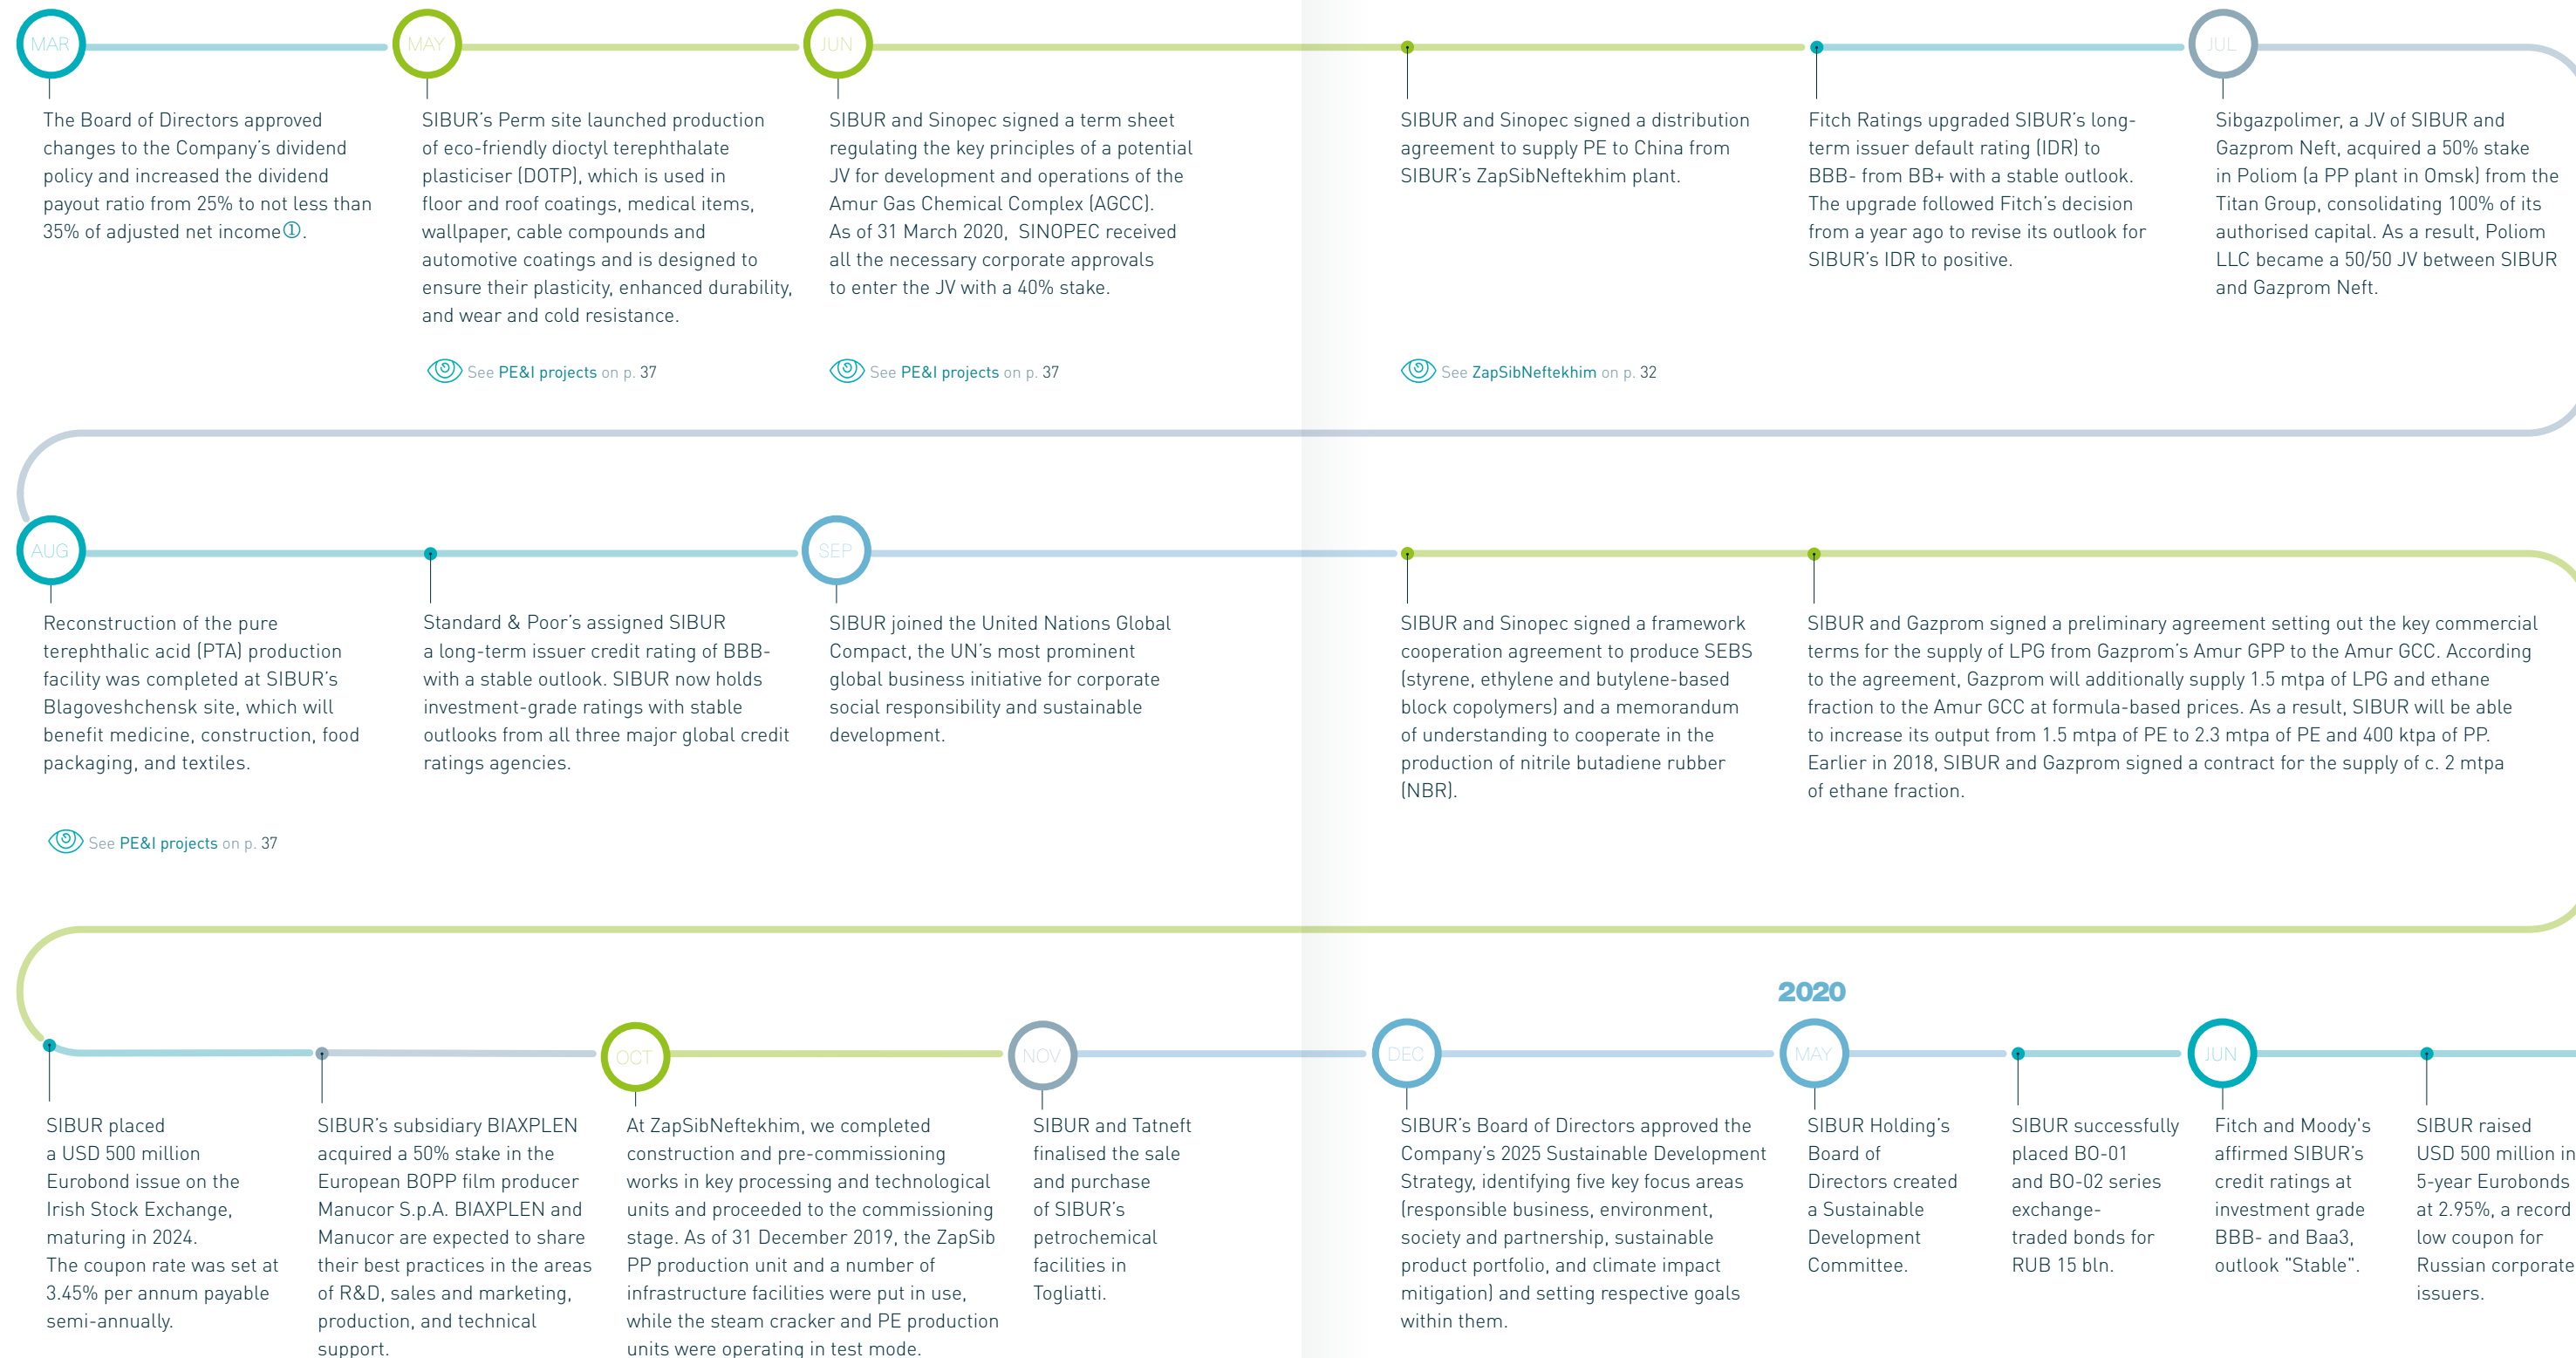 MAR
The Board of Directors approved
changes to the Company's dividend
policy and increased the dividend
payout ratio from 25% to not less than
35% of adjusted net income①.
MAY
SIBUR's Perm site launched production
of eco-friendly dioctyl terephthalate
plasticiser (DOTP), which is used in
floor and roof coatings, medical items,
wallpaper, cable compounds and
automotive coatings and is designed to
ensure their plasticity, enhanced durability,
and wear and cold resistance.
See PE&I projects on p. 37
JUN
SIBUR and Sinopec signed a term sheet
regulating the key principles of a potential
JV for development and operations of the
Amur Gas Chemical Complex (AGCC).
As of 31 March 2020, SINOPEC received
all the necessary corporate approvals
to enter the JV with a 40% stake.
See PE&I projects on p. 37
SIBUR and Sinopec signed a distribution
agreement to supply PE to China from
SIBUR's ZapSibNeftekhim plant.
See ZapSibNeftekhim on p. 32
Fitch Ratings upgraded SIBUR's long-
term issuer default rating (IDR) to
BBB- from BB+ with a stable outlook.
The upgrade followed Fitch's decision
from a year ago to revise its outlook for
SIBUR's IDR to positive.
JUL
Sibgazpolimer, a JV of SIBUR and
Gazprom Neft, acquired a 50% stake
in Poliom (a PP plant in Omsk) from the
Titan Group, consolidating 100% of its
authorised capital. As a result, Poliom
LLC became a 50/50 JV between SIBUR
and Gazprom Neft.
AUG
Reconstruction of the pure
terephthalic acid (PTA) production
facility was completed at SIBUR's
Blagoveshchensk site, which will
benefit medicine, construction, food
packaging, and textiles.
See PE&I projects on p. 37
Standard & Poor's assigned SIBUR
a long-term issuer credit rating of BBB-
with a stable outlook. SIBUR now holds
investment-grade ratings with stable
outlooks from all three major global credit
ratings agencies.
SEP
SIBUR joined the United Nations Global
Compact, the UN's most prominent
global business initiative for corporate
social responsibility and sustainable
development.
SIBUR and Sinopec signed a framework
cooperation agreement to produce SEBS
(styrene, ethylene and butylene-based
block copolymers) and a memorandum
of understanding to cooperate in the
production of nitrile butadiene rubber
(NBR).
SIBUR and Gazprom signed a preliminary agreement setting out the key commercial
terms for the supply of LPG from Gazprom's Amur GPP to the Amur GCC. According
to the agreement, Gazprom will additionally supply 1.5 mtpa of LPG and ethane
fraction to the Amur GCC at formula-based prices. As a result, SIBUR will be able
to increase its output from 1.5 mtpa of PE to 2.3 mtpa of PE and 400 ktpa of PP.
Earlier in 2018, SIBUR and Gazprom signed a contract for the supply of c. 2 mtpa
of ethane fraction.
SIBUR placed
a USD 500 million
Eurobond issue on the
Irish Stock Exchange,
maturing in 2024.
The coupon rate was set at
3.45% per annum payable
semi-annually.
SIBUR's subsidiary BIAXPLEN
acquired a 50% stake in the
European BOPP film producer
Manucor S.p.A. BIAXPLEN and
Manucor are expected to share
their best practices in the areas
of R&D, sales and marketing,
production, and technical
support.
OCT
At ZapSibNeftekhim, we completed
construction and pre-commissioning
works in key processing and technological
units and proceeded to the commissioning
stage. As of 31 December 2019, the ZapSib
PP production unit and a number of
infrastructure facilities were put in use,
while the steam cracker and PE production
units were operating in test mode.
NOV
SIBUR and Tatneft
finalised the sale
and purchase
of SIBUR's
petrochemical
facilities in
Togliatti.
DEC
SIBUR's Board of Directors approved the
Company's 2025 Sustainable Development
Strategy, identifying five key focus areas
(responsible business, environment,
society and partnership, sustainable
product portfolio, and climate impact
mitigation) and setting respective goals
within them.
2020
MAY
SIBUR Holding's
Board of
Directors created
a Sustainable
Development
Committee.
SIBUR successfully
placed BO-01
and BO-02 series
exchange-
traded bonds for
RUB 15 bln.
JUN
Fitch and Moody's
affirmed SIBUR's
credit ratings at
investment grade
BBB- and Baa3,
outlook "Stable".
SIBUR raised
USD 500 million in
5-year Eurobonds
at 2.95%, a record
low coupon for
Russian corporate
issuers.